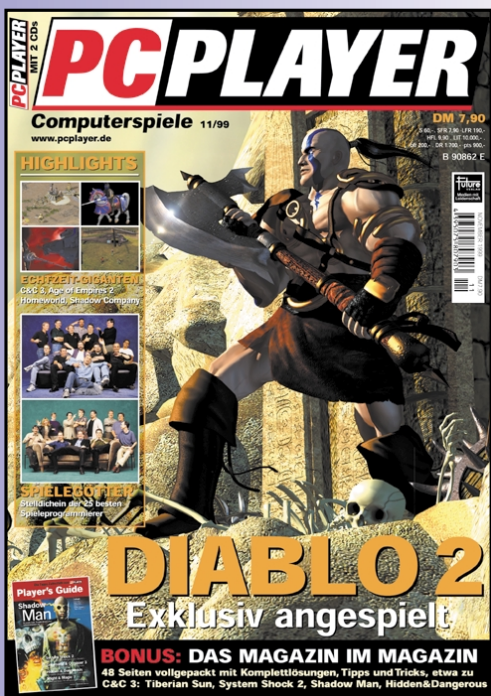 PC PLAYER
MIT 2 CDs
PC PLAYER
Computerspiele 11/99
www.pcplayer.de
DM 7,90
B 90862 E
future
VERLAG
HIGHLIGHTS
ECHTZEIT-GIGANTEN
C&C 3, Age of Empires 2
Homeworld, Shadow Company
SPIELEGÖTTER
Stelldichein der 25 besten
Spieleprogrammierer
DIABLO 2
Exklusiv angespielt
Player's Guide
Shadow
Man
BONUS: DAS MAGAZIN IM MAGAZIN
48 Seiten vollgepackt mit Komplettlösungen, Tipps und Tricks, etwa zu
C&C 3: Tiberian Sun, System Shock 2, Shadow Man, Hidden&Dangerous